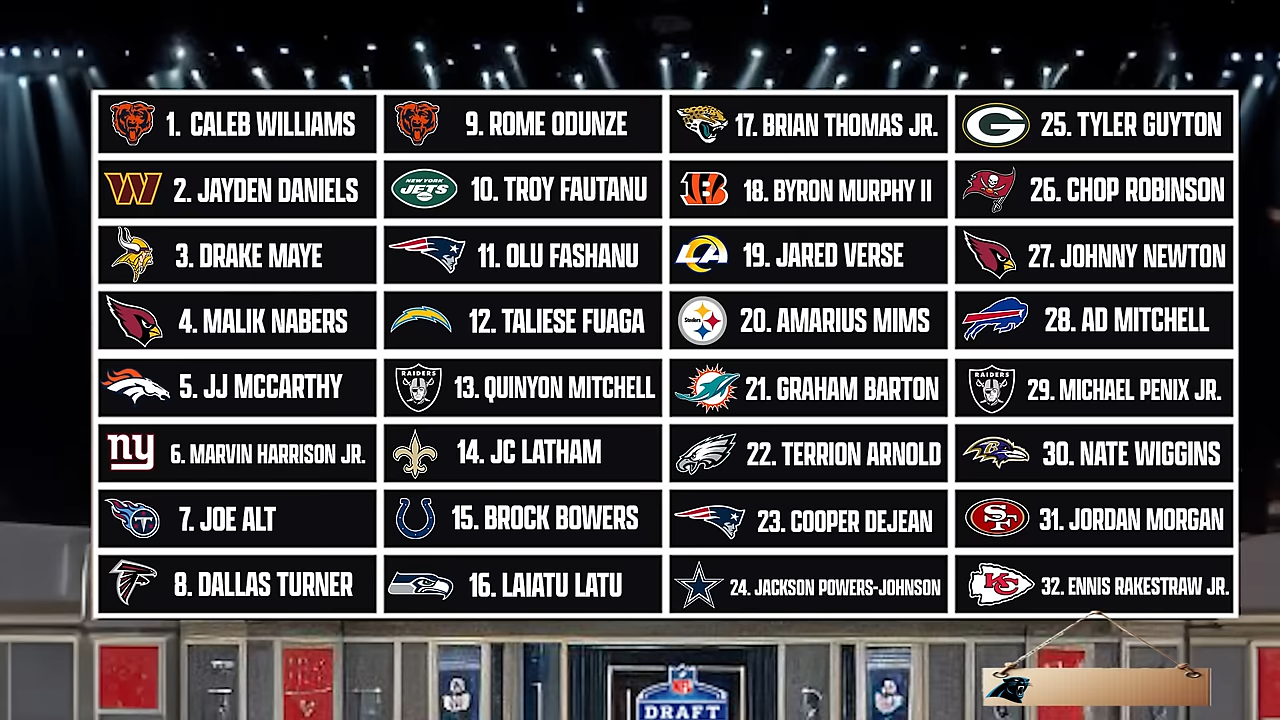 1. CALEB WILLIAMS
2. JAYDEN DANIELS
3. DRAKE MAYE
4. MALIK NABERS
5. JJ MCCARTHY
ny
6. MARVIN HARRISON JR.
T
7. JOE ALT
8. DALLAS TURNER
9. ROME ODUNZE
NEW YORK
JETS
10. TROY FAUTANU
11. OLU FASHANU
12. TALIESE FUAGA
RAIDERS
13. QUINYON MITCHELL
14. JC LATHAM
15. BROCK BOWERS
16. LAIATU LATU
17. BRIAN THOMAS JR.
B
18. BYRON MURPHY II
LA
19. JARED VERSE
Steelers
20. AMARIUS MIMS
21. GRAHAM BARTON
22. TERRION ARNOLD
23. COOPER DEJEAN
24. JACKSON POWERS-JOHNSON
G
25. TYLER GUYTON
26. CHOP ROBINSON
27. JOHNNY NEWTON
28. AD MITCHELL
RAIDERS
29. MICHAEL PENIX JR.
30. NATE WIGGINS
SF
31. JORDAN MORGAN
KC
32. ENNIS RAKESTRAW JR.
W
NFL
DRAFT